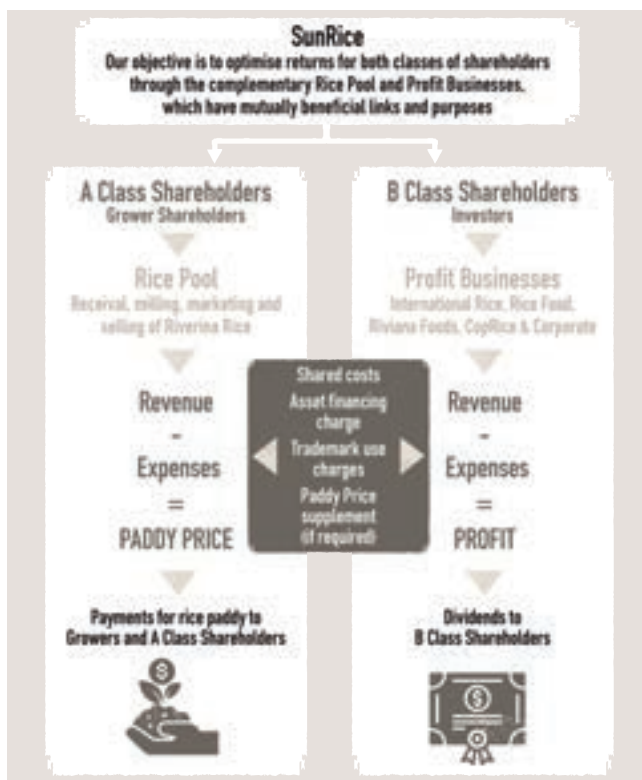 SunRice
Our objective is to optimise returns for both classes of shareholders
through the complementary Rice Pool and Profit Businesses,
which have mutually beneficial links and purposes
A Class Shareholders
Grower Shareholders
Rice Pool
Receival, milling, marketing and
selling of Riverina Rice
Revenue
-
Expenses
=
PADDY PRICE
Payments for rice paddy to
Growers and A Class Shareholders
Shared costs
Asset financing
charge
Trademark use
charges
Paddy Price
supplement
(if required)
B Class Shareholders
Investors
Profit Businesses
International Rice, Rice Food,
Riviana Foods, CopRice & Corporate
Revenue
-
Expenses
=
PROFIT
Dividends to
B Class Shareholders